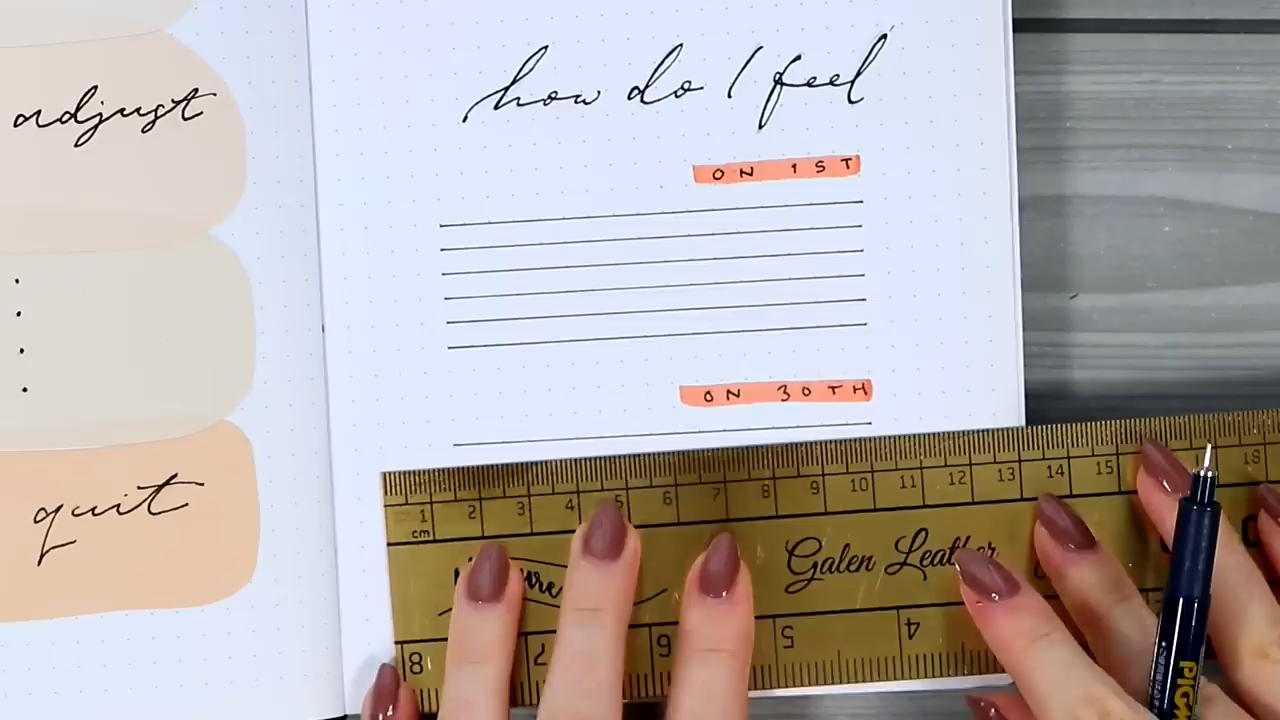 adjust
quit
how do I feel
ON 1ST
ON 30TH
1 2 3 4 5 6 7 8 9 10 11 12 13 14 15 18
cm
Galen Leather
8 7 6 5 4